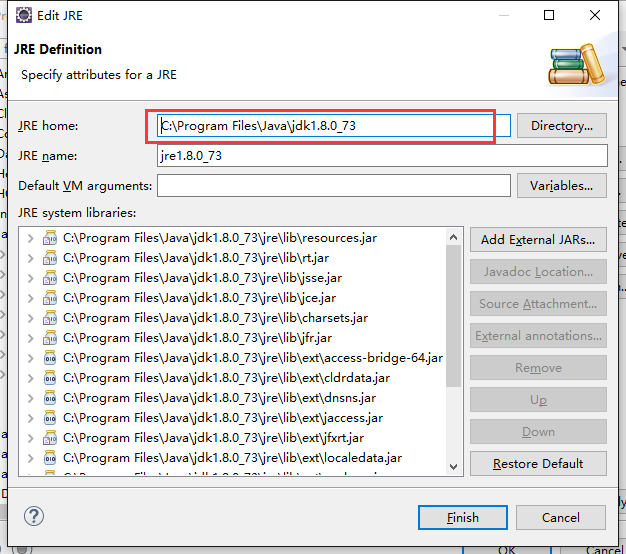 Edit JRE
JRE Definition
Specify attributes for a JRE
JRE home: C:\Program Files\Java\jdk1.8.0_73 Directory...
JRE name: jre1.8.0_73
Default VM arguments: Variables...
JRE system libraries:
C:\Program Files\Java\jdk1.8.0_73\jre\lib\resources.jar
C:\Program Files\Java\jdk1.8.0_73\jre\lib\rt.jar
C:\Program Files\Java\jdk1.8.0_73\jre\lib\jsse.jar
C:\Program Files\Java\jdk1.8.0_73\jre\lib\jce.jar
C:\Program Files\Java\jdk1.8.0_73\jre\lib\charsets.jar
C:\Program Files\Java\jdk1.8.0_73\jre\lib\jfr.jar
C:\Program Files\Java\jdk1.8.0_73\jre\lib\ext\access-bridge-64.jar
C:\Program Files\Java\jdk1.8.0_73\jre\lib\ext\cldrdata.jar
C:\Program Files\Java\jdk1.8.0_73\jre\lib\ext\dnsns.jar
C:\Program Files\Java\jdk1.8.0_73\jre\lib\ext\jaccess.jar
C:\Program Files\Java\jdk1.8.0_73\jre\lib\ext\jfxrt.jar
C:\Program Files\Java\jdk1.8.0_73\jre\lib\ext\localedata.jar
Add External JARs...
Javadoc Location...
Source Attachment...
External annotations...
Remove
Up
Down
Restore Default
Finish
Cancel
OK
Cancel